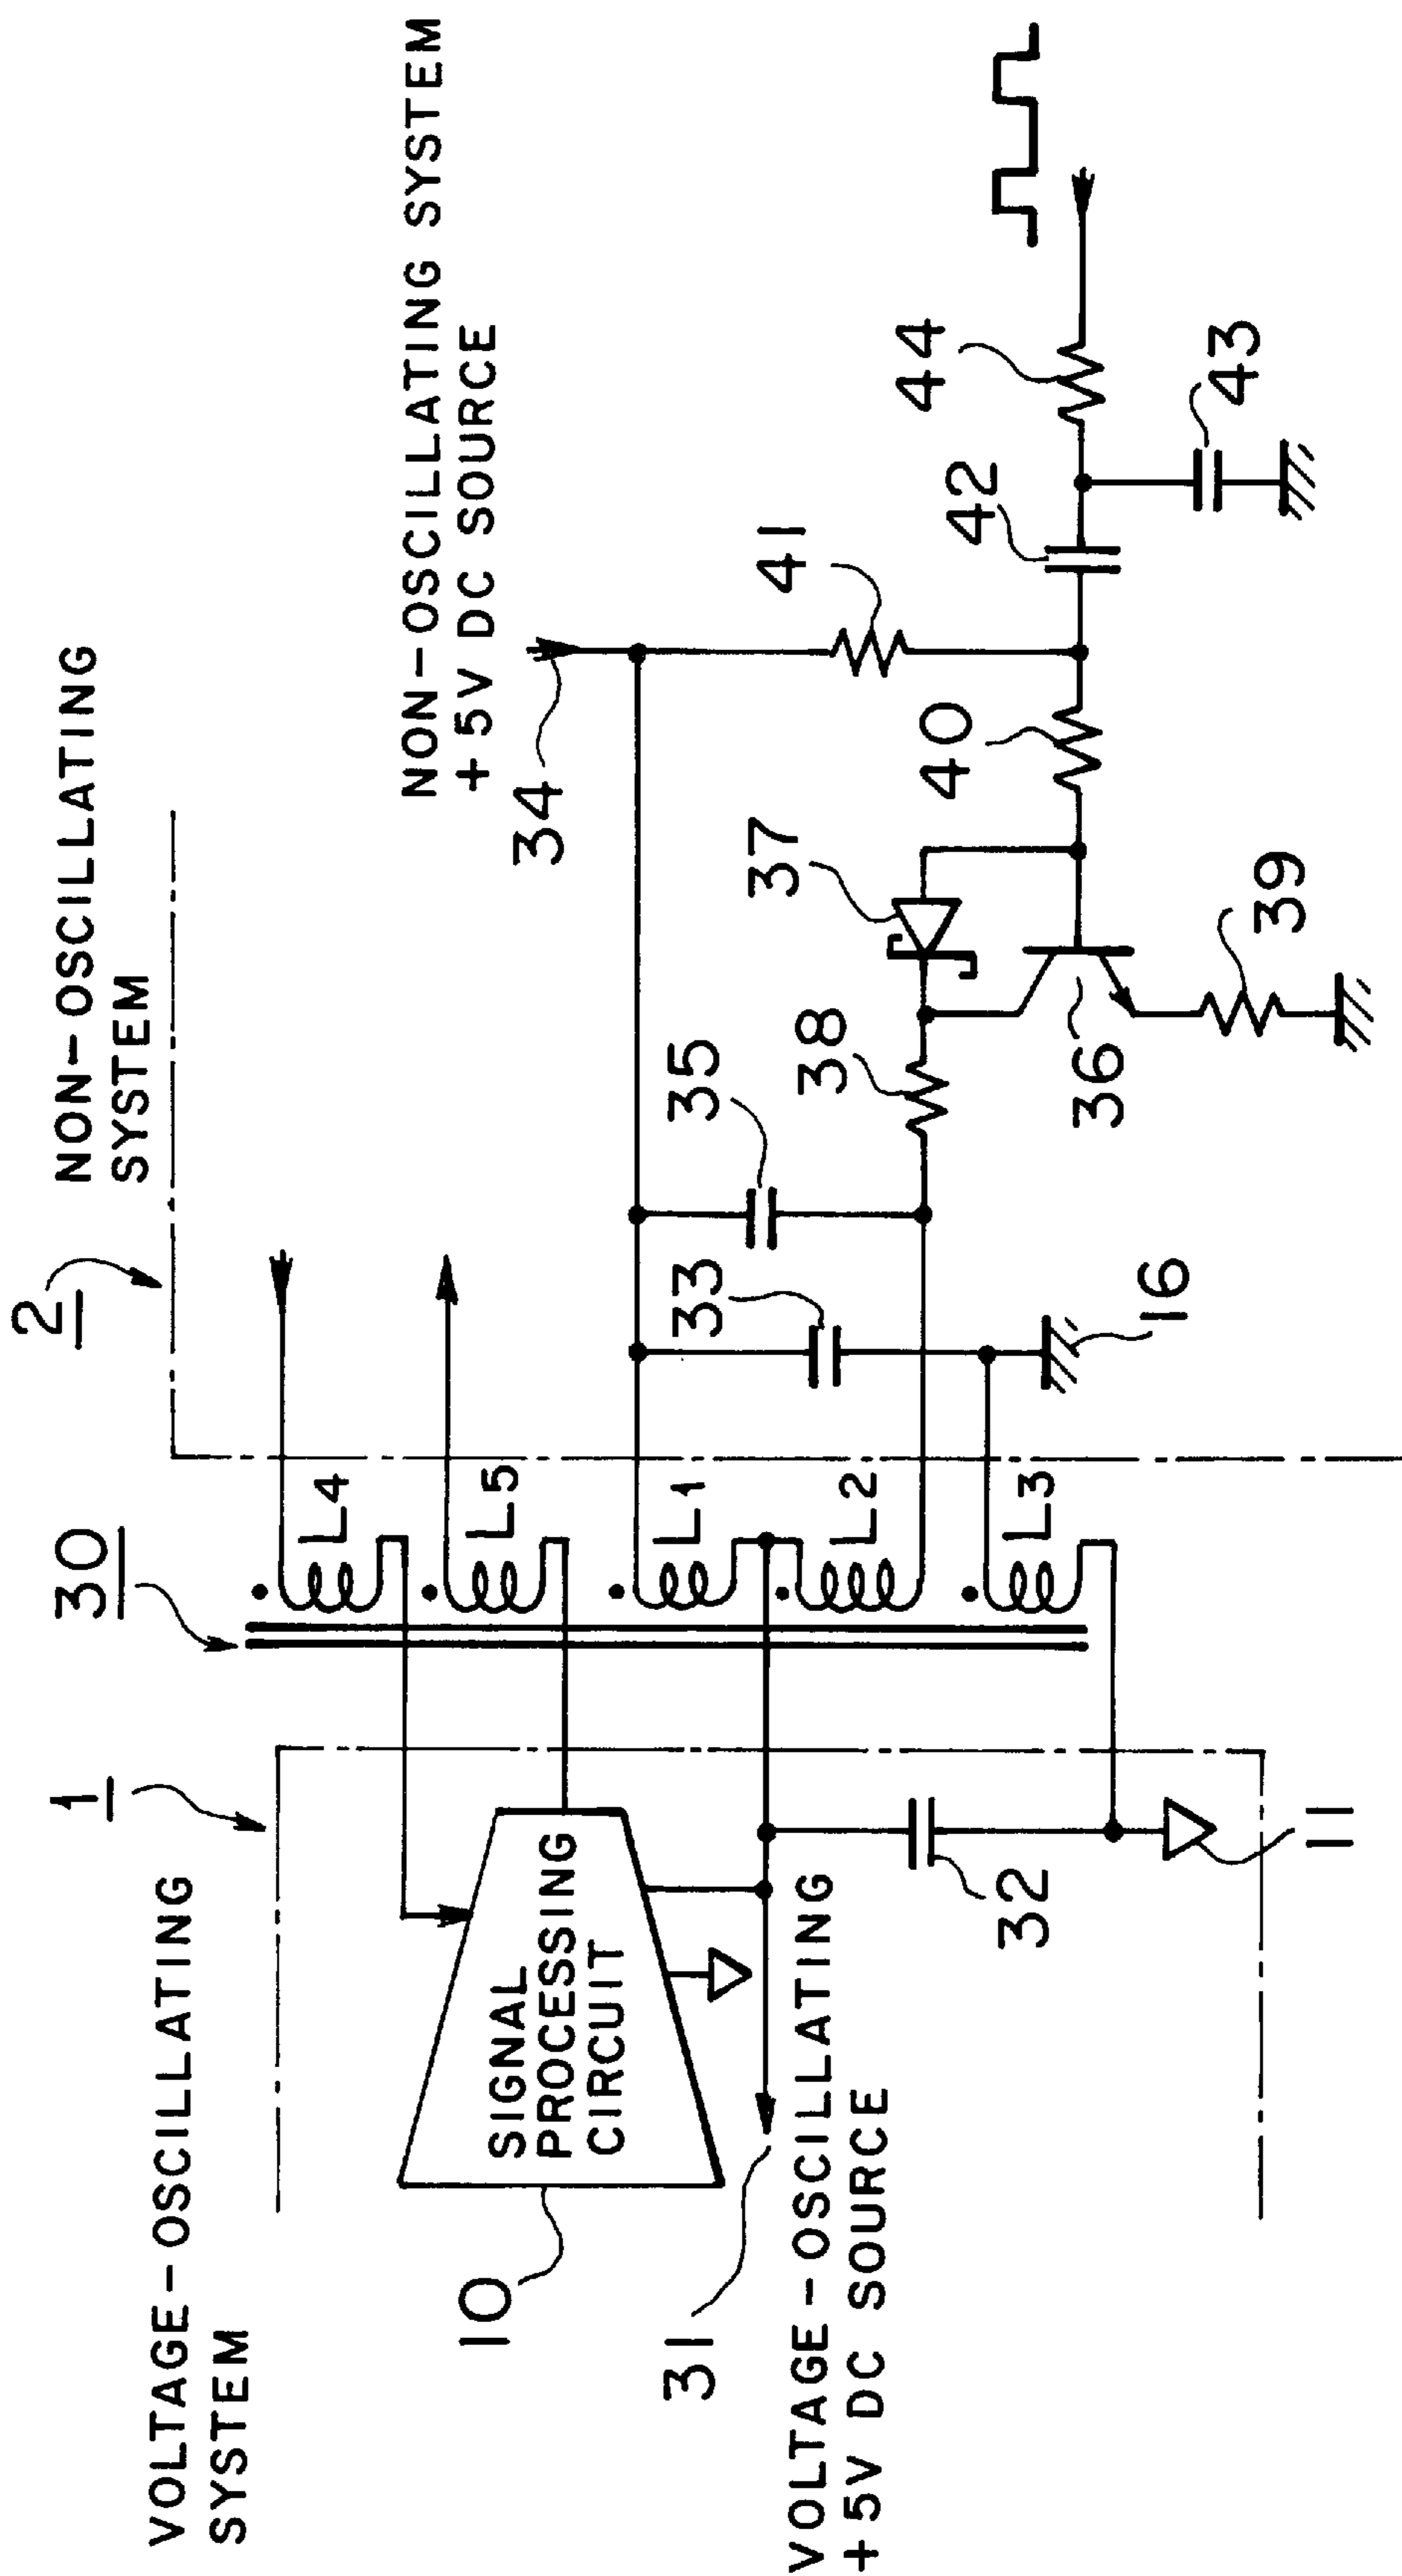 VOLTAGE-OSCILLATING
SYSTEM
1
30
2
NON-OSCILLATING
SYSTEM
NON-OSCILLATING SYSTEM
+5V DC SOURCE
34
10
SIGNAL
PROCESSING
CIRCUIT
L4
L5
L1
L2
L3
31
VOLTAGE-OSCILLATING
+5V DC SOURCE
32
11
33
35
16
38
37
36
39
40
41
42
44
43